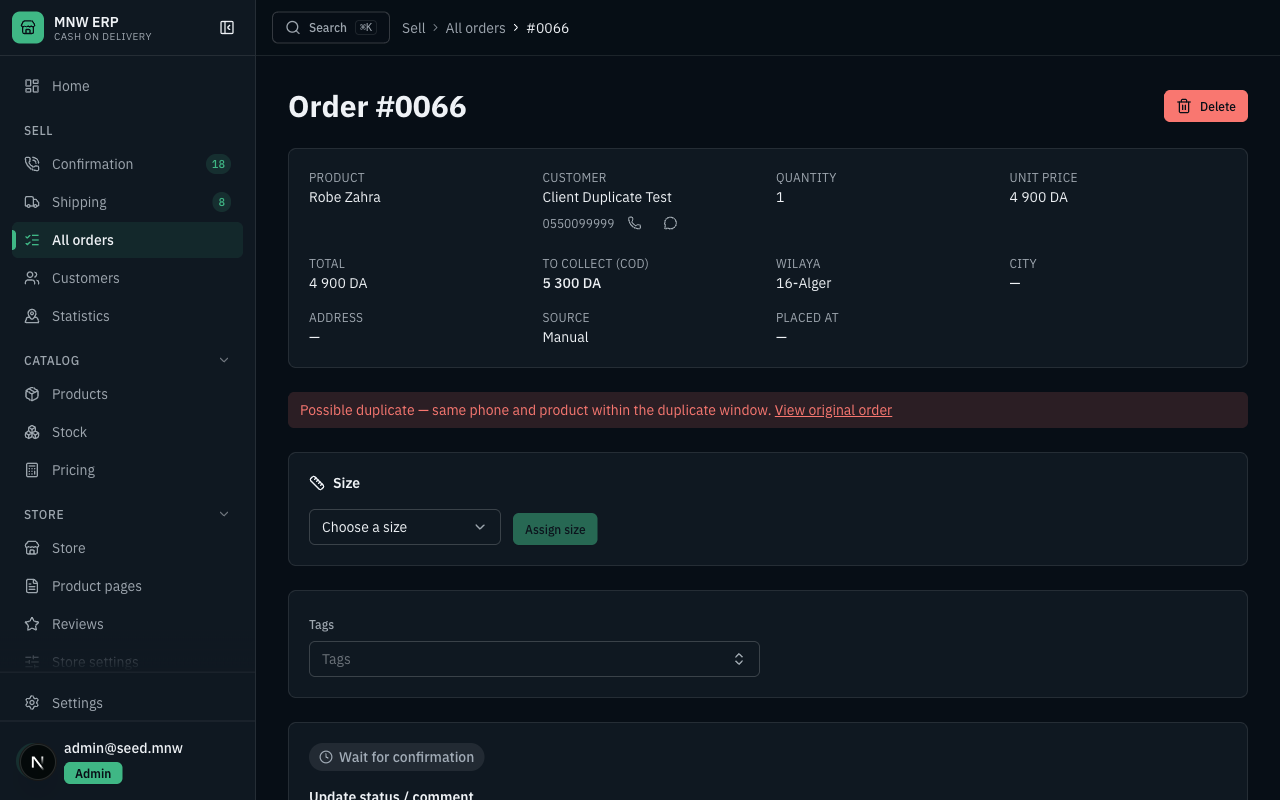 MNW ERP
CASH ON DELIVERY
Search ⌘K
Sell > All orders > #0066
Home
SELL
Confirmation 18
Shipping 8
All orders
Customers
Statistics
CATALOG
Products
Stock
Pricing
STORE
Store
Product pages
Reviews
Store settings
Settings
N
admin@seed.mnw
Admin
Order #0066
Delete
PRODUCT CUSTOMER QUANTITY UNIT PRICE
Robe Zahra Client Duplicate Test 1 4 900 DA
0550099999
TOTAL TO COLLECT (COD) WILAYA CITY
4 900 DA 5 300 DA 16-Alger —
ADDRESS SOURCE PLACED AT
— Manual —
Possible duplicate — same phone and product within the duplicate window. View original order
Size
Choose a size Assign size
Tags
Tags
Wait for confirmation
Update status / comment